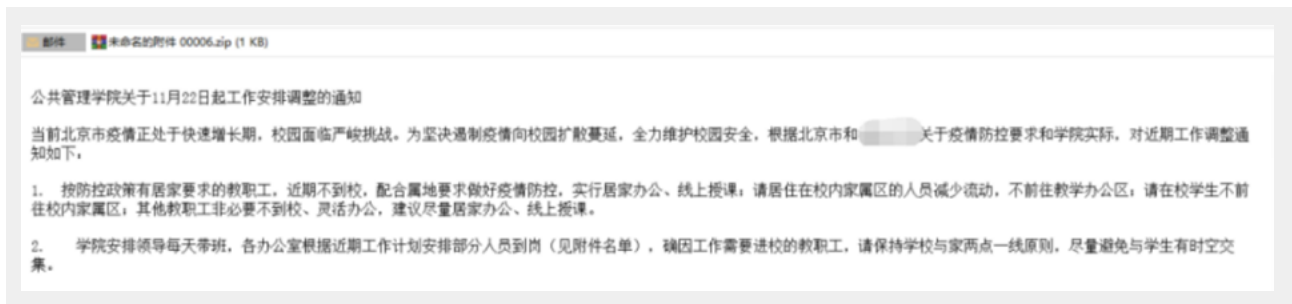 邮件 未命名的附件 00006.zip (1 KB)
公共管理学院关于11月22日起工作安排调整的通知
当前北京市疫情正处于快速增长期，校园面临严峻挑战。为坚决遏制疫情向校园扩散蔓延，全力维护校园安全，根据北京市和 关于疫情防控要求和学院实际，对近期工作调整通
知如下：
1. 按防控政策有居家要求的教职工，近期不到校，配合属地要求做好疫情防控，实行居家办公、线上授课；请居住在校内家属区的人员减少流动，不前往教学办公区；请在校学生不前
往校内家属区；其他教职工非必要不到校、灵活办公，建议尽量居家办公、线上授课。
2. 学院安排领导每天带班，各办公室根据近期工作计划安排部分人员到岗（见附件名单），确因工作需要进校的教职工，请保持学校与家两点一线原则，尽量避免与学生有时空交
集。